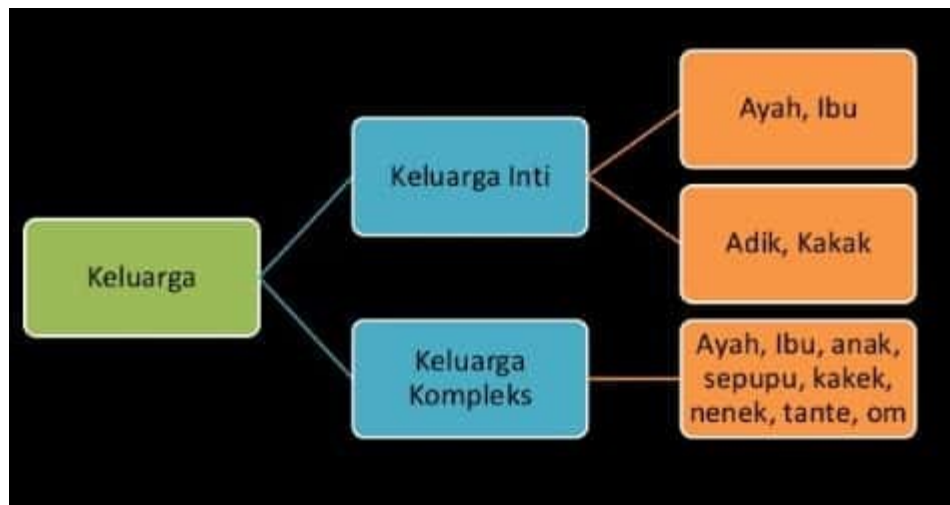 Keluarga
Keluarga Inti
Ayah, Ibu
Adik, Kakak
Keluarga
Kompleks
Ayah, Ibu, anak,
sepupu, kakek,
nenek, tante, om